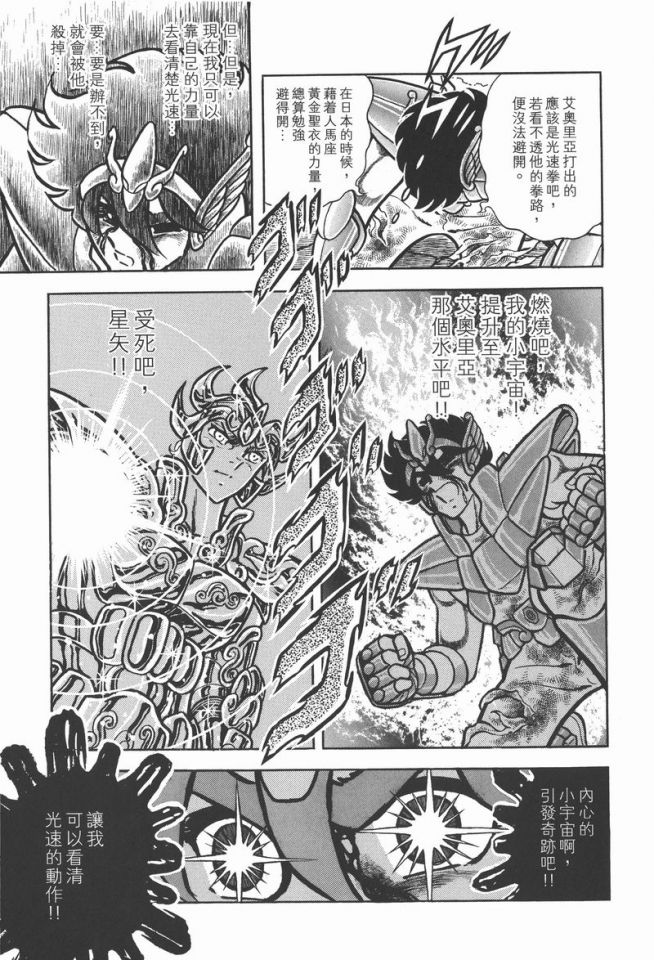 艾奧里亞打出的
應該是光速拳吧，
若看不透他的拳路，
便沒法避開。
在日本的時候，
藉着人馬座
黃金聖衣的力量，
總算勉強
避得開…
但…但是，
現在我只可以
靠自己的力量
去看清楚光速…
要…要是辦不到，
就會被他
殺掉…
燃燒吧，
我的小宇宙！
提升至
艾奧里亞
那個水平吧!!
ゴゴゴゴゴゴ
受死吧，
星矢!!
內心的
小宇宙啊，
引發奇跡吧!!
讓我
可以看清
光速的動作!!